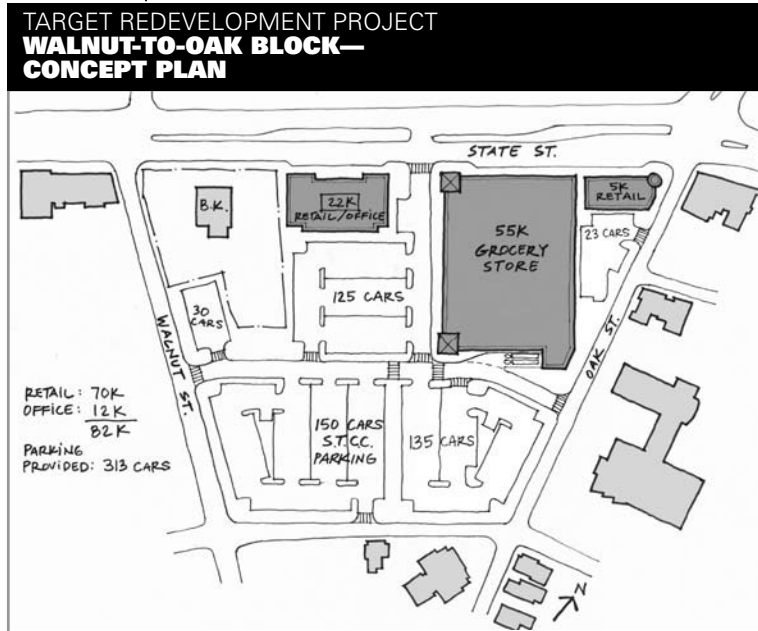 TARGET REDEVELOPMENT PROJECT
WALNUT-TO-OAK BLOCK—
CONCEPT PLAN
STATE ST.
B.K.
22K
RETAIL/OFFICE
5K
RETAIL
55K
GROCERY
STORE
23 CARS
125 CARS
30
CARS
WALNUT ST.
OAK ST.
RETAIL: 70K
OFFICE: 12K
82K
PARKING
PROVIDED: 313 CARS
150 CARS
S.T.C.C.
PARKING
135 CARS
N